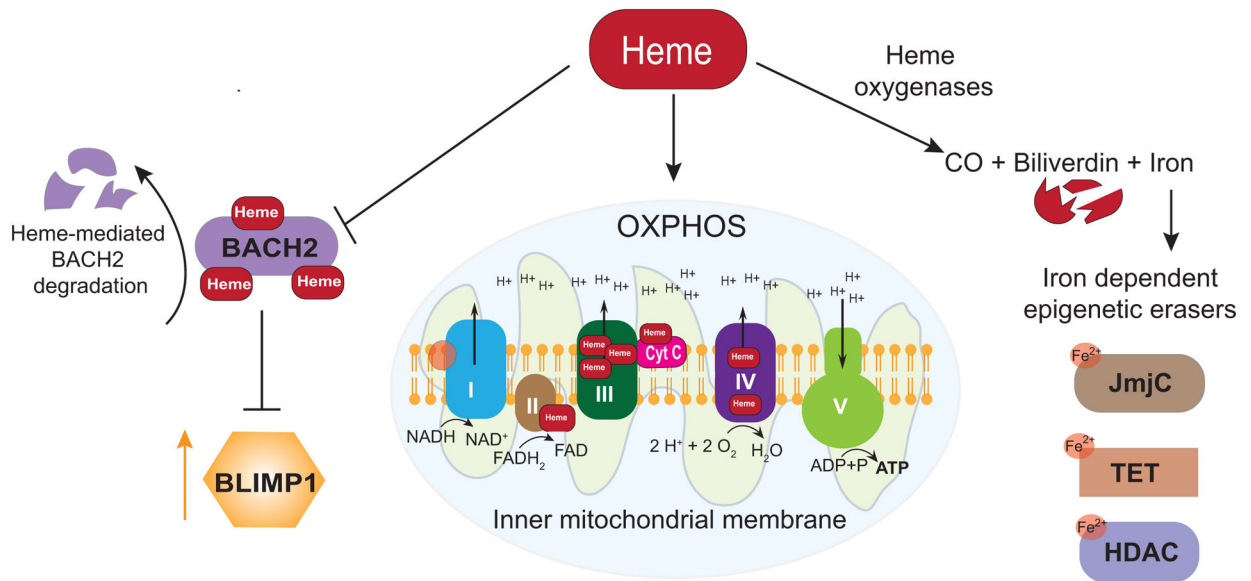 Heme
Heme
oxygenases
CO + Biliverdin + Iron
Heme-mediated
BACH2
degradation
Heme
BACH2
Heme
Heme
BLIMP1
OXPHOS
H+ H+ H+
H+ H+ H+
H+ H+ H+ H+ H+
H+ H+ H+
H+ H+ H+ H+
Heme
Heme
Heme
Heme
Cyt C
Heme
Heme
Heme
I
II
III
IV
V
NADH
NAD⁺
FADH₂
FAD
2 H⁺ + 2 O₂
H₂O
ADP+P
ATP
Inner mitochondrial membrane
Iron dependent
epigenetic erasers
Fe²⁺
JmjC
Fe²⁺
TET
Fe²⁺
HDAC